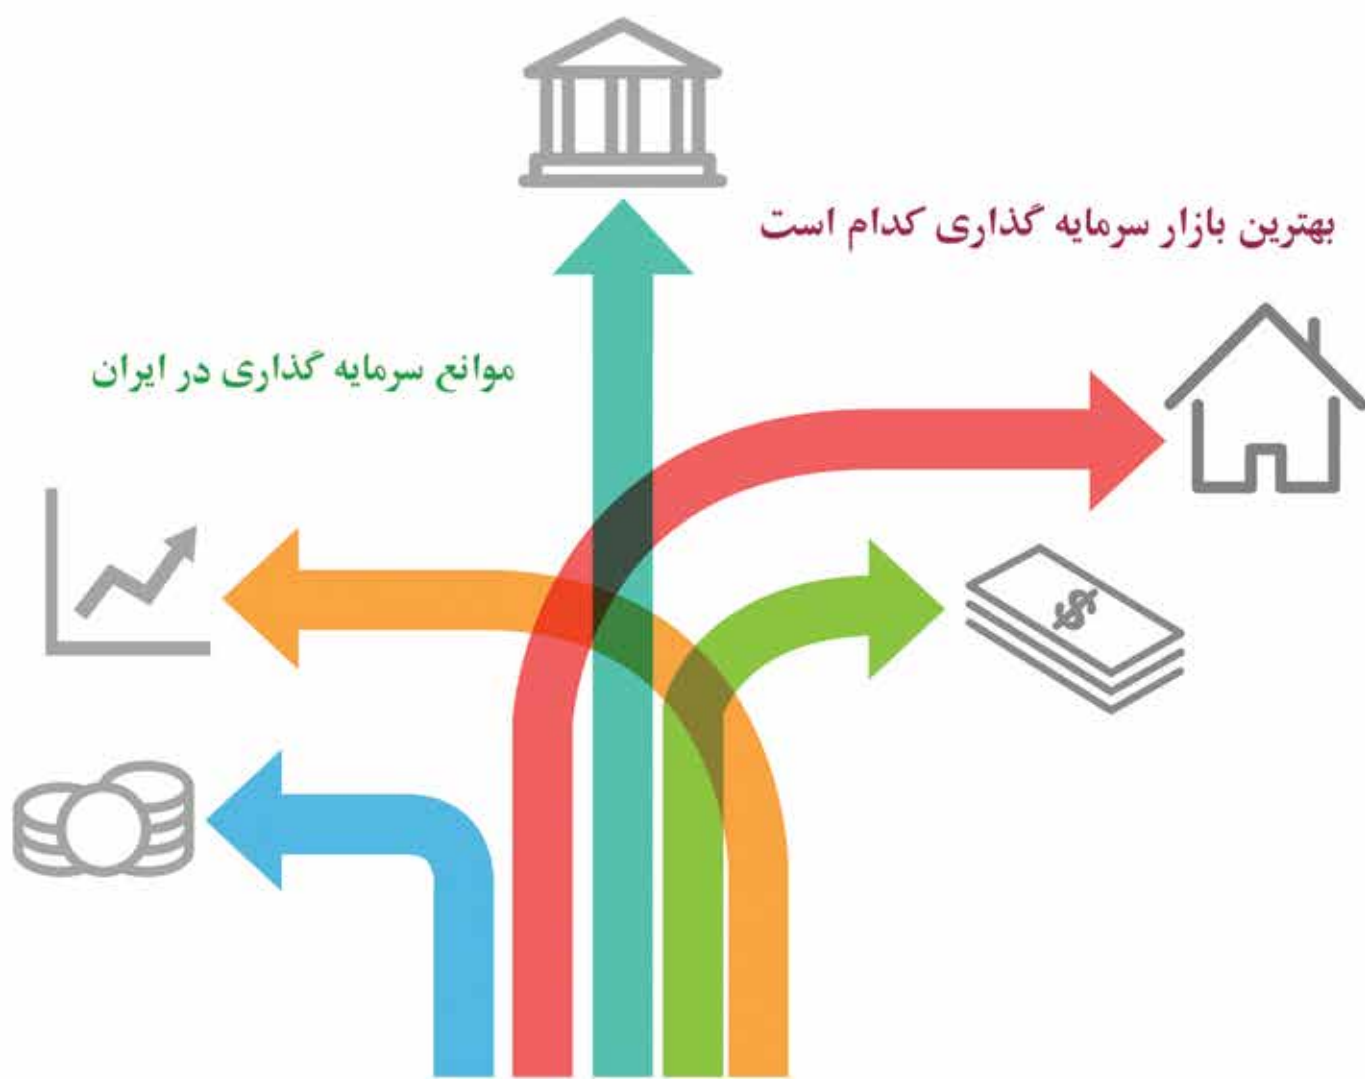 بهترین بازار سرمایه گذاری کدام است
موانع سرمایه گذاری در ایران
$